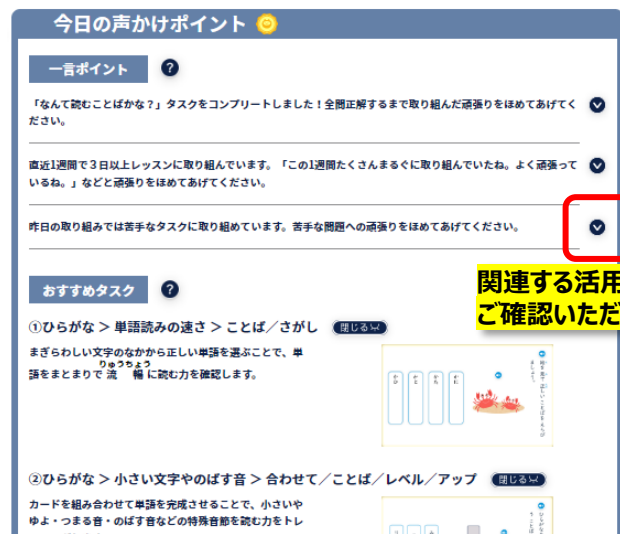 今日の声かけポイント
一言ポイント ?
「なんて読むことばかな？」タスクをコンプリートしました！全問正解するまで取り組んだ頑張りをほめてあげてく
ださい。
直近1週間で３日以上レッスンに取り組んでいます。「この1週間たくさんまるぐに取り組んでいたね。よく頑張って
いるね。」などと頑張りをほめてあげてください。
昨日の取り組みでは苦手なタスクに取り組めています。苦手な問題への頑張りをほめてあげてください。
関連する活用
ご確認いただ
おすすめタスク ?
①ひらがな > 単語読みの速さ > ことば／さがし 閉じる
まぎらわしい文字のなかから正しい単語を選ぶことで、単
りゅうちょう
語をまとまりで流暢に読む力を確認します。
②ひらがな > 小さい文字やのばす音 > 合わせて／ことば／レベル／アップ 閉じる
カードを組み合わせて単語を完成させることで、小さいや
ゆよ・つまる音・のばす音などの特殊音節を読む力をトレ